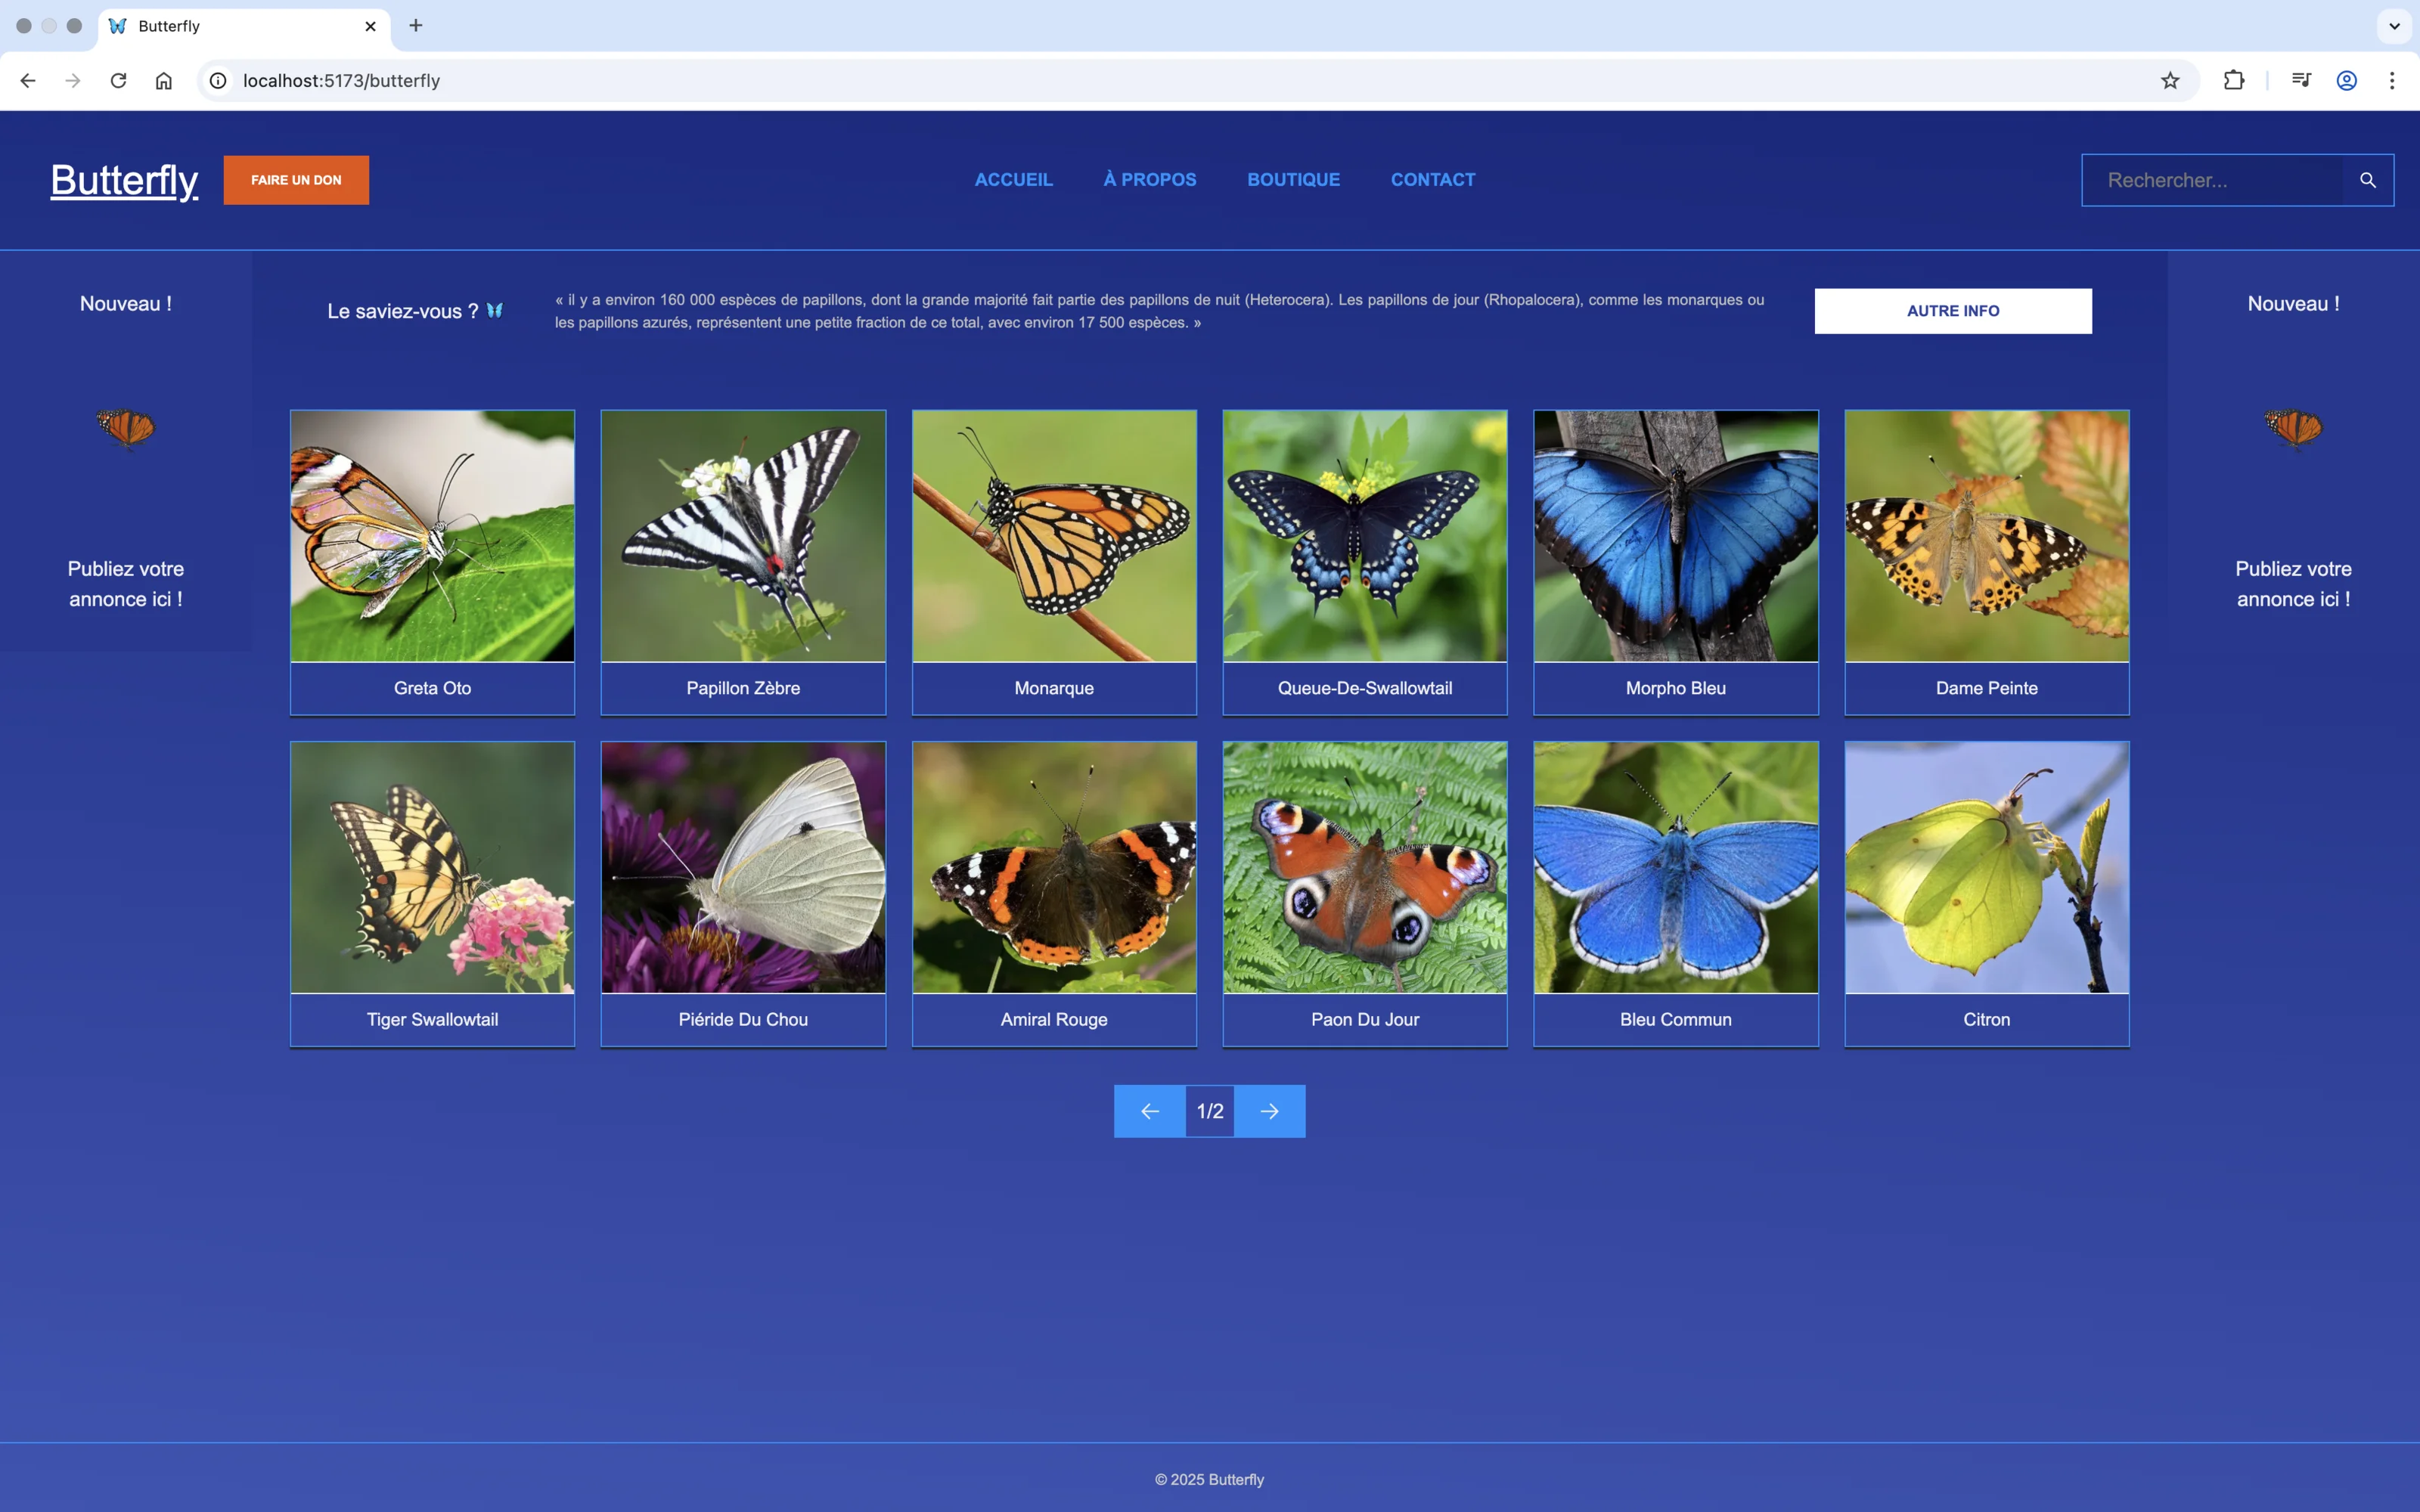 Butterfly
localhost:5173/butterfly
Butterfly
FAIRE UN DON
ACCUEIL
À PROPOS
BOUTIQUE
CONTACT
Rechercher...
Nouveau !
Publiez votre
annonce ici !
Le saviez-vous ? 🦋
« il y a environ 160 000 espèces de papillons, dont la grande majorité fait partie des papillons de nuit (Heterocera). Les papillons de jour (Rhopalocera), comme les monarques ou
les papillons azurés, représentent une petite fraction de ce total, avec environ 17 500 espèces. »
AUTRE INFO
Nouveau !
Publiez votre
annonce ici !
Greta Oto
Papillon Zèbre
Monarque
Queue-De-Swallowtail
Morpho Bleu
Dame Peinte
Tiger Swallowtail
Piéride Du Chou
Amiral Rouge
Paon Du Jour
Bleu Commun
Citron
1/2
© 2025 Butterfly